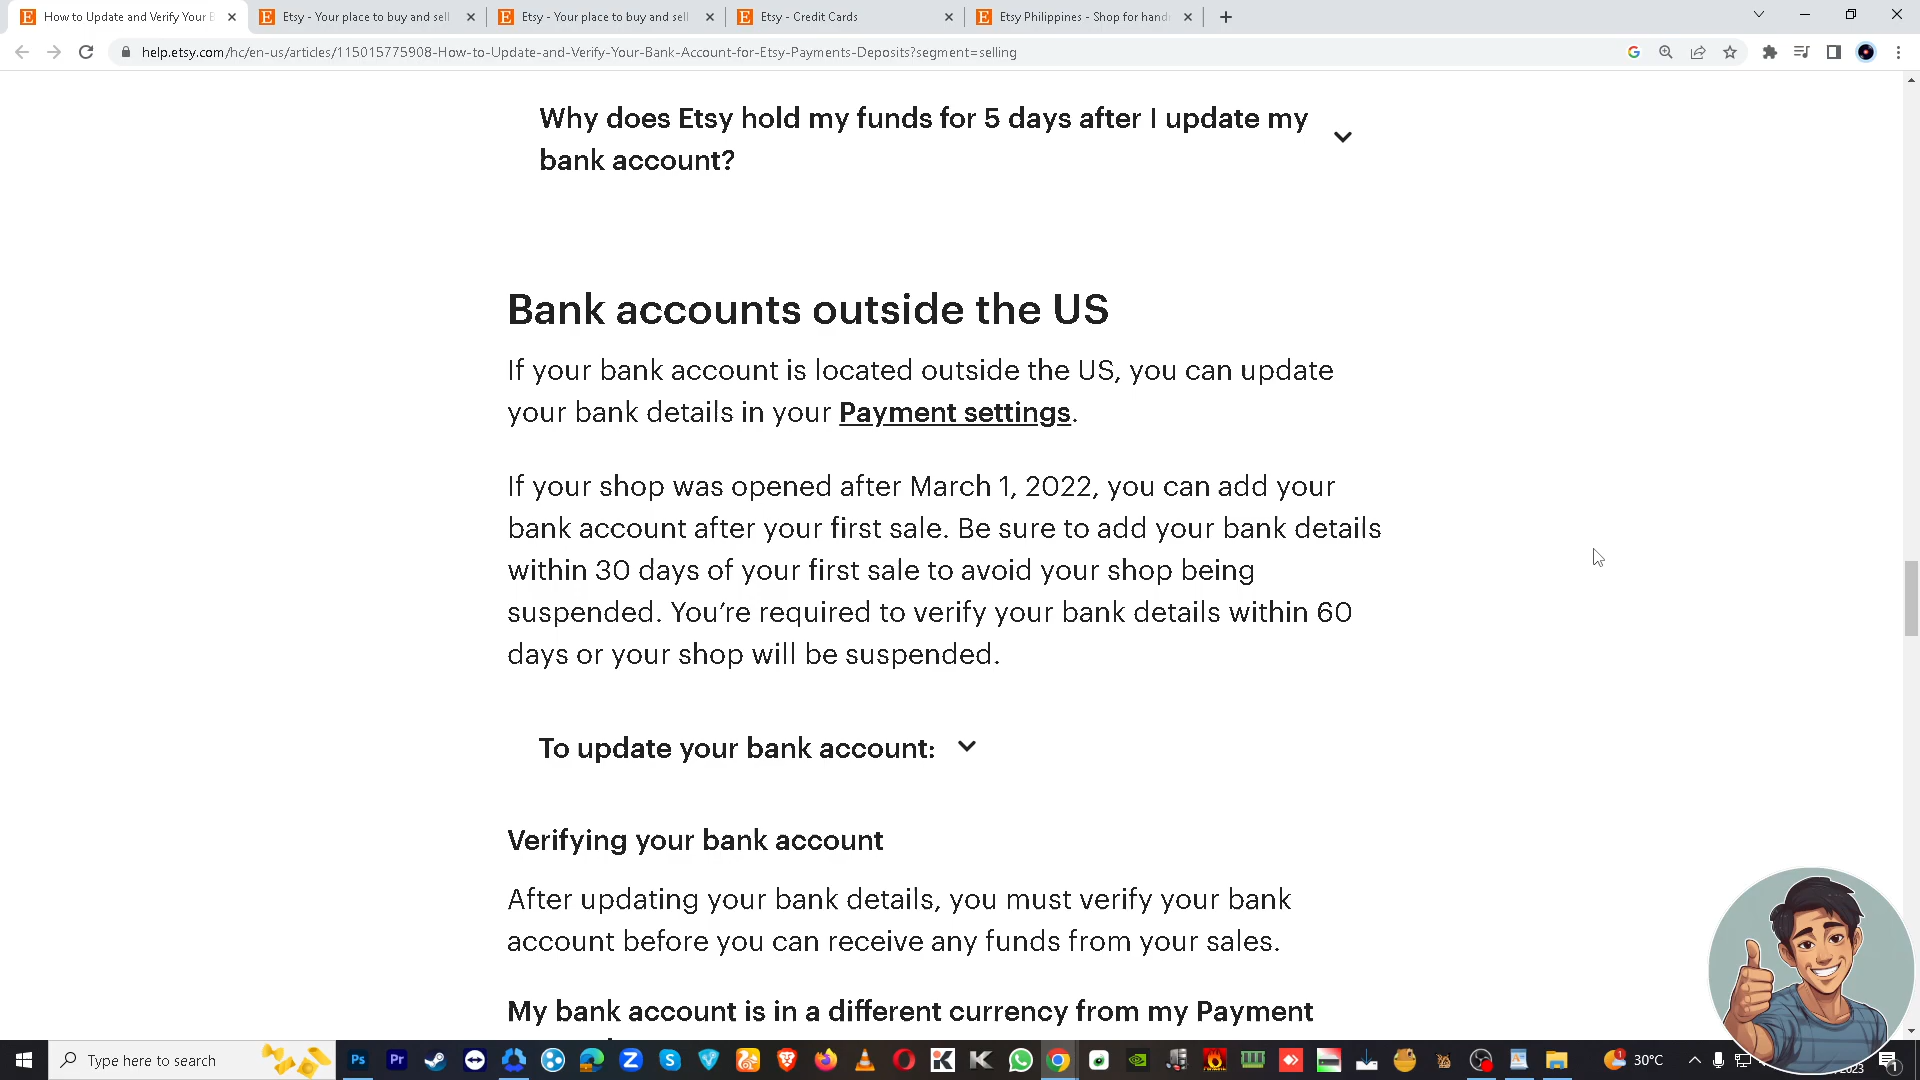 How to Update and Verify Your B
Etsy - Your place to buy and sell
Etsy - Your place to buy and sell
Etsy - Credit Cards
Etsy Philippines - Shop for hand
help.etsy.com/hc/en-us/articles/115015775908-How-to-Update-and-Verify-Your-Bank-Account-for-Etsy-Payments-Deposits?segment=selling
Why does Etsy hold my funds for 5 days after I update my
bank account?
Bank accounts outside the US
If your bank account is located outside the US, you can update
your bank details in your Payment settings.
If your shop was opened after March 1, 2022, you can add your
bank account after your first sale. Be sure to add your bank details
within 30 days of your first sale to avoid your shop being
suspended. You’re required to verify your bank details within 60
days or your shop will be suspended.
To update your bank account:
Verifying your bank account
After updating your bank details, you must verify your bank
account before you can receive any funds from your sales.
My bank account is in a different currency from my Payment
Type here to search
30°C
2023